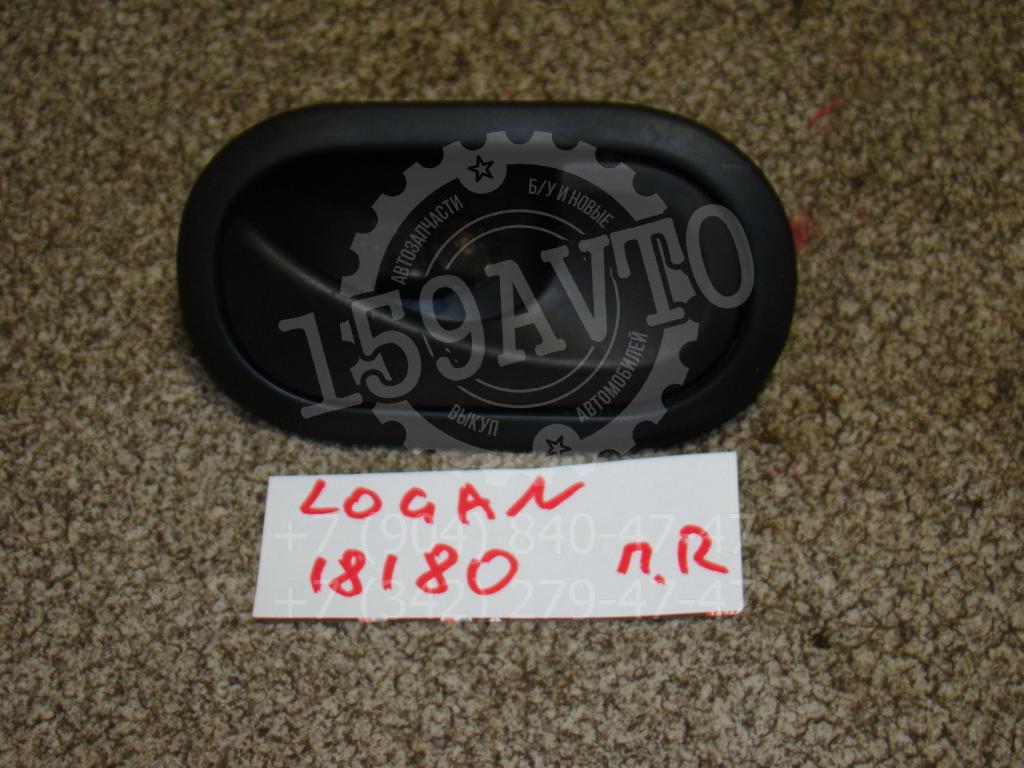 АВТОЗАПЧАСТИ
Б/У И НОВЫЕ
159AVTO
ВЫКУП
АВТОМОБИЛЕЙ
LOGAN
+7 (904) 840-47-47
18180 п.R
+7 (342) 279-47-47